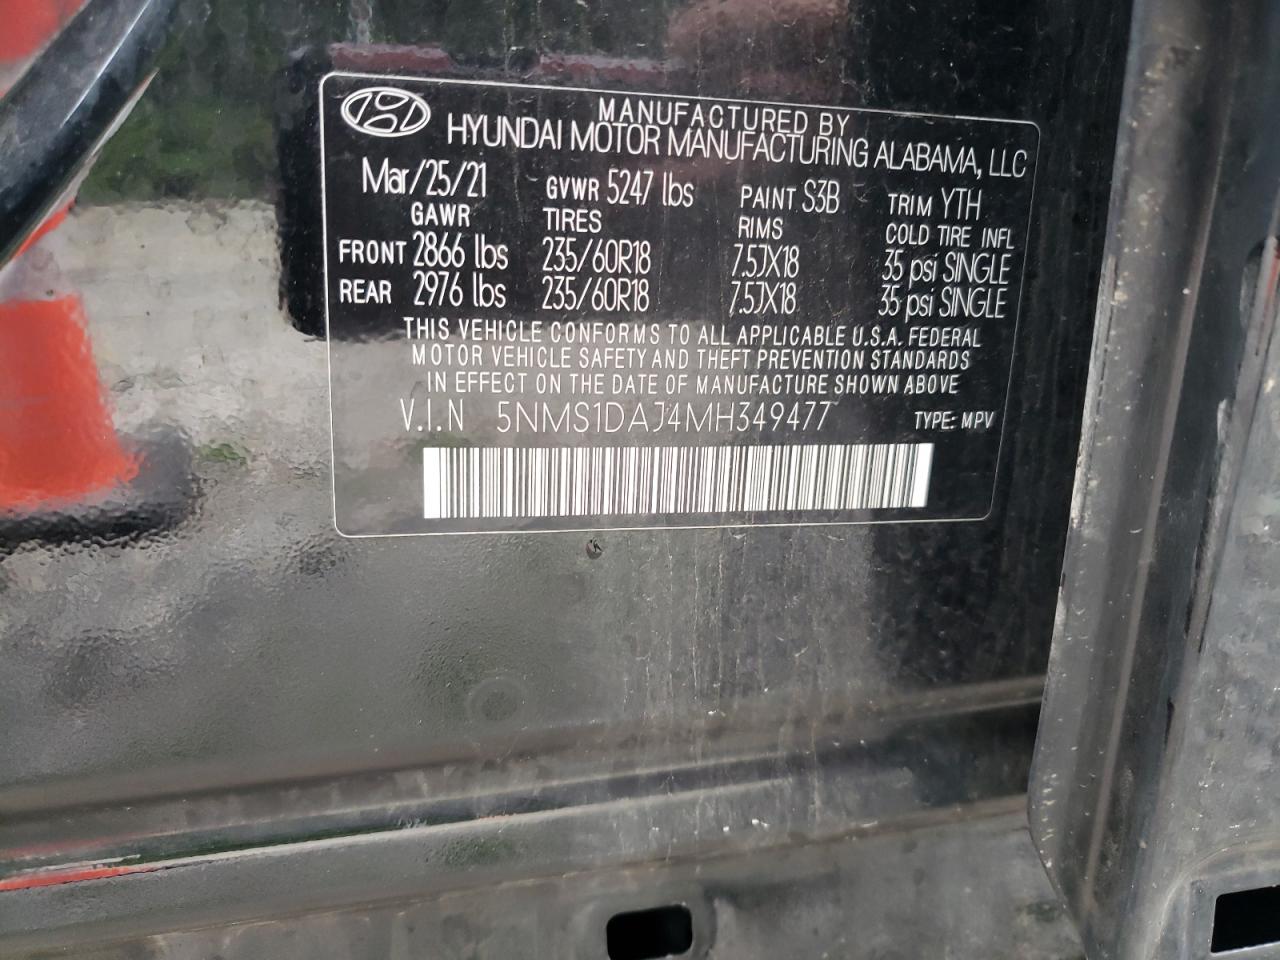 MANUFACTURED BY
HYUNDAI MOTOR MANUFACTURING ALABAMA, LLC
Mar/25/21 GVWR 5247 lbs PAINT S3B TRIM YTH
GAWR TIRES RIMS COLD TIRE INFL
FRONT 2866 lbs 235/60R18 7.5JX18 35 psi SINGLE
REAR 2976 lbs 235/60R18 7.5JX18 35 psi SINGLE
THIS VEHICLE CONFORMS TO ALL APPLICABLE U.S.A. FEDERAL
MOTOR VEHICLE SAFETY AND THEFT PREVENTION STANDARDS
IN EFFECT ON THE DATE OF MANUFACTURE SHOWN ABOVE
V.I.N 5NMS1DAJ4MH349477 TYPE: MPV